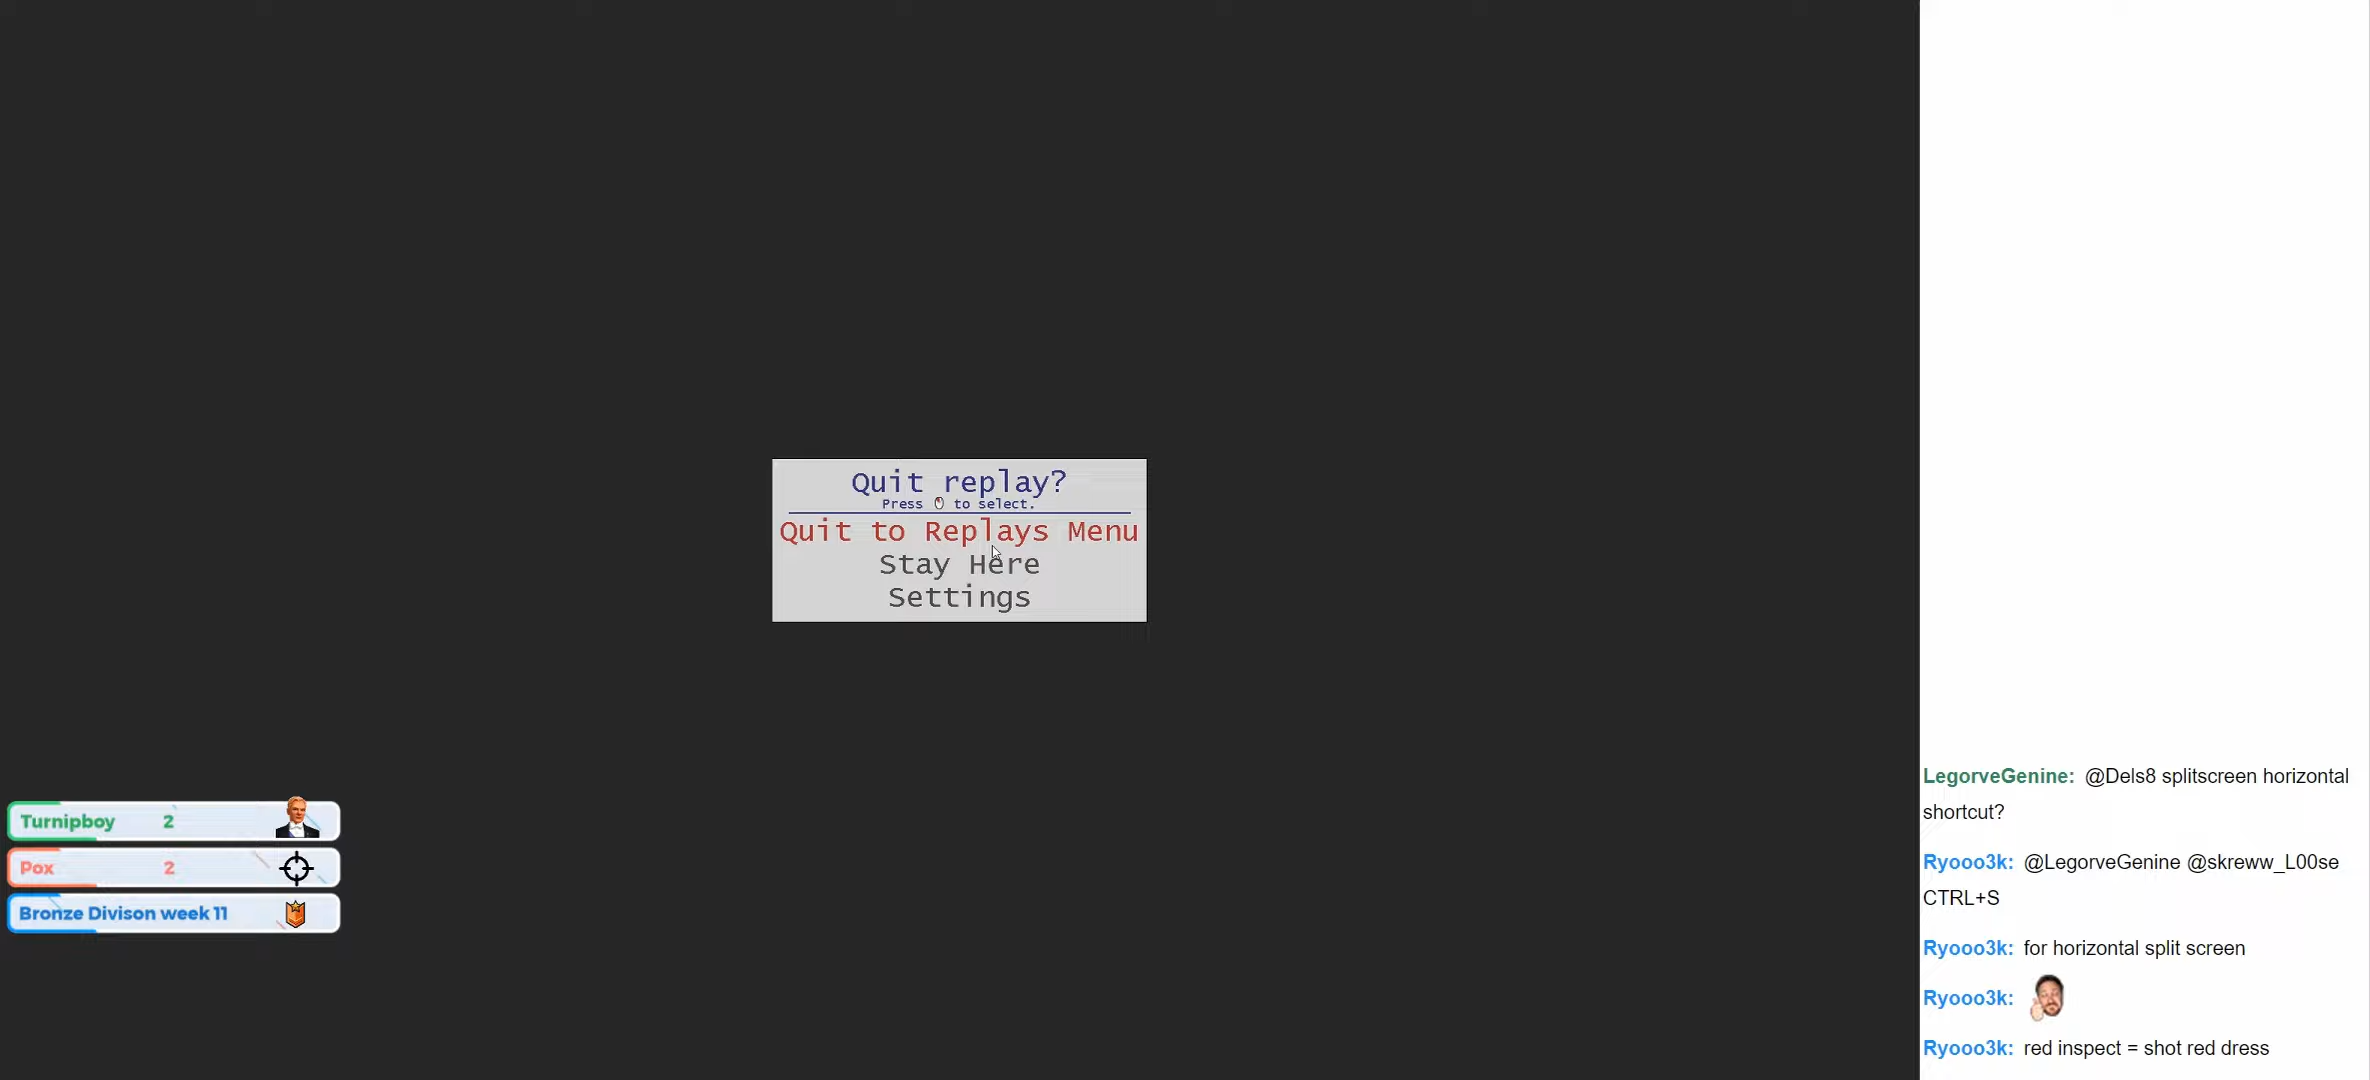 Quit replay?
Press to select.
Quit to Replays Menu
Stay Here
Settings
Turnipboy 2
Pox 2
Bronze Divison week 11
LegorveGenine: @Dels8 splitscreen horizontal
shortcut?
Ryooo3k: @LegorveGenine @skreww_L00se
CTRL+S
Ryooo3k: for horizontal split screen
Ryooo3k:
Ryooo3k: red inspect = shot red dress